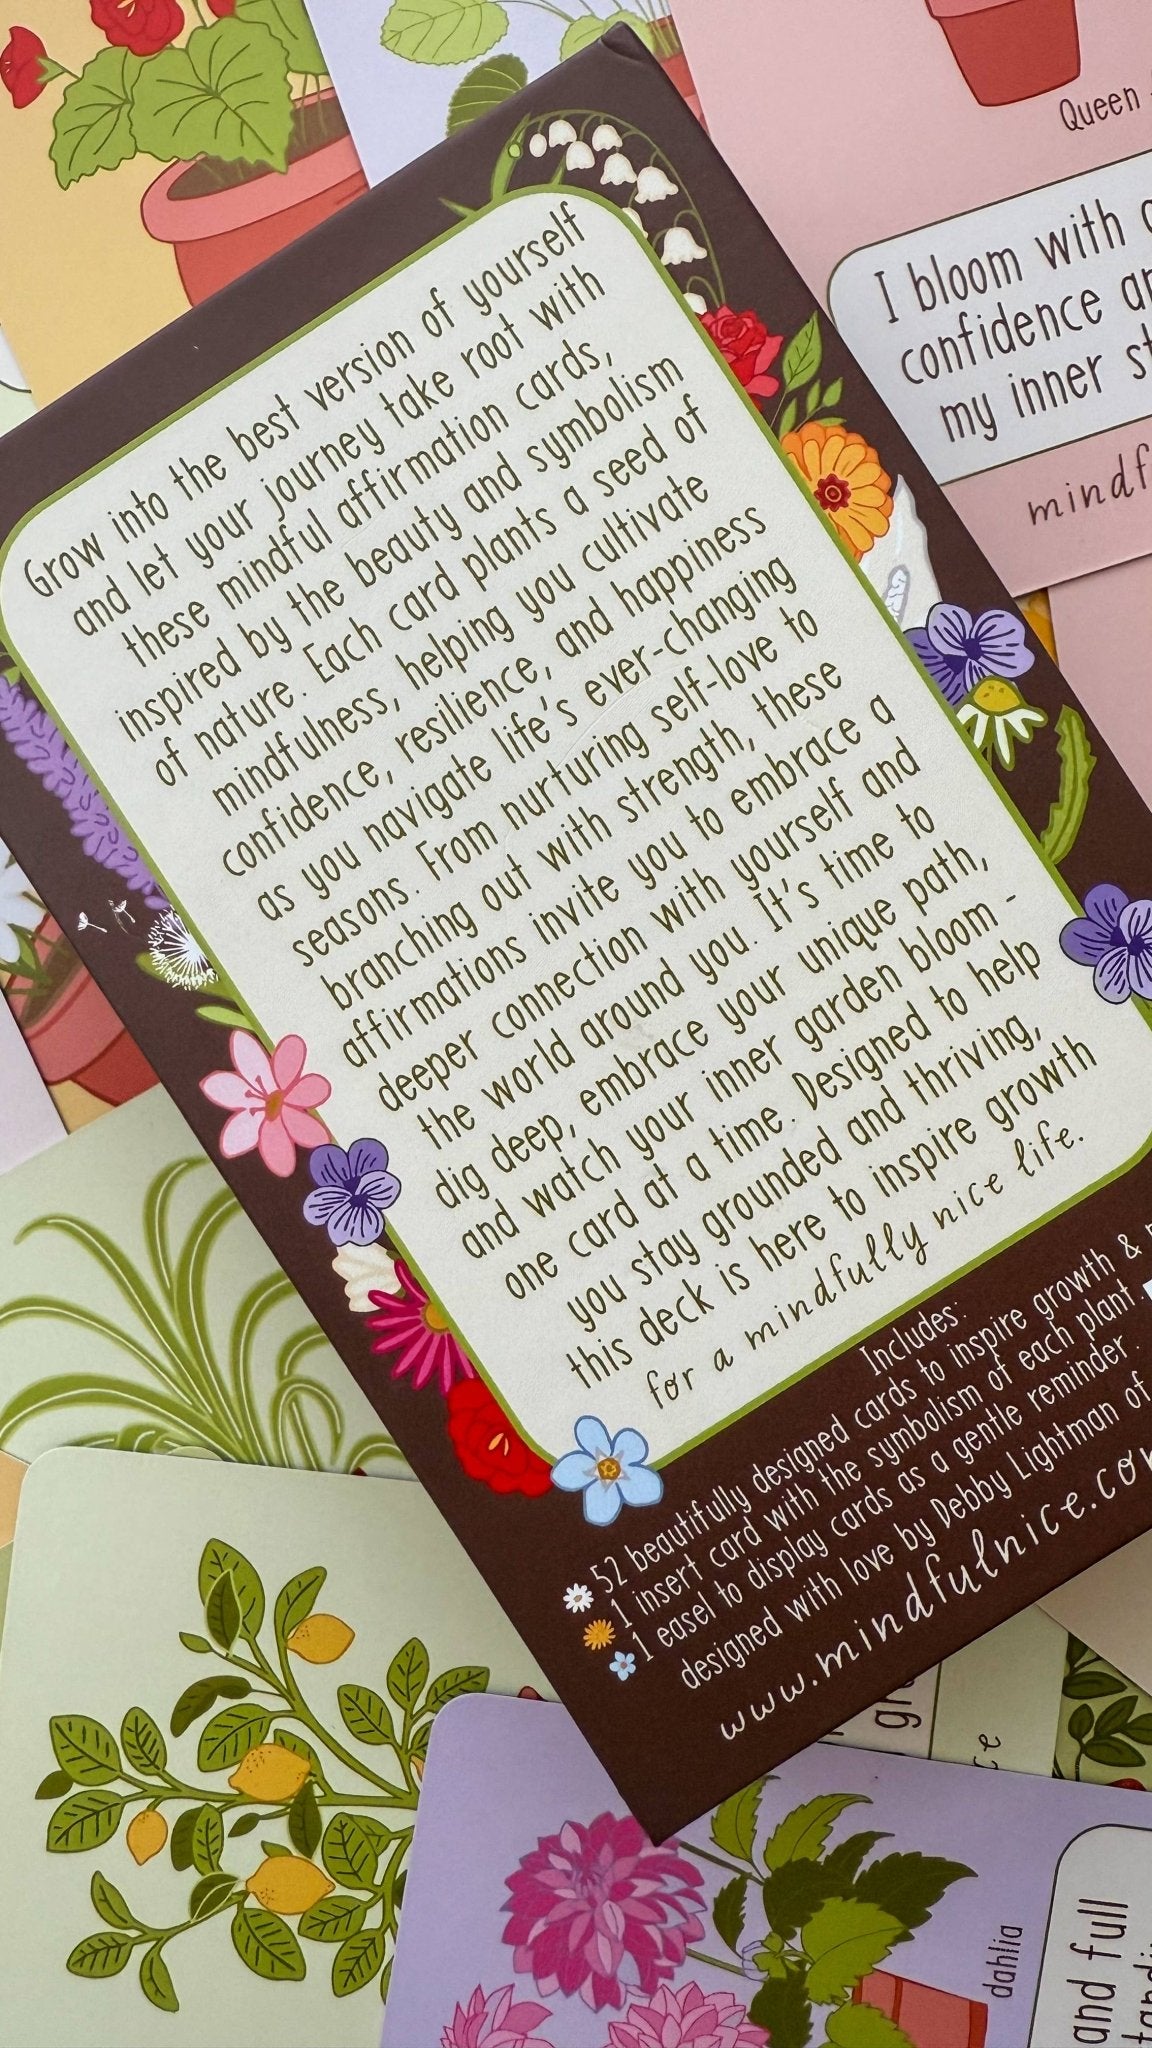 Queen
I bloom with
confidence
my inner
Grow into the best version of yourself
and let your journey take root with
these mindful affirmation cards,
inspired by the beauty and symbolism
of nature. Each card plants a seed of
mindfulness, helping you cultivate
confidence, resilience, and happiness
as you navigate life's ever-changing
seasons. From nurturing self-love to
branching out with strength, these
affirmations invite you to embrace a
deeper connection with yourself and
the world around you. It's time to
dig deep, embrace your unique path,
and watch your inner garden bloom -
one card at a time. Designed to help
you stay grounded and thriving,
this deck is here to inspire growth
for a mindfully nice life.
Includes:
52 beautifully designed cards to inspire growth &
1 insert card with the symbolism of each plant.
1 easel to display cards as a gentle reminder.
designed with love by Debby Lightman of
www.mindfulnice.com
dahlia
and full